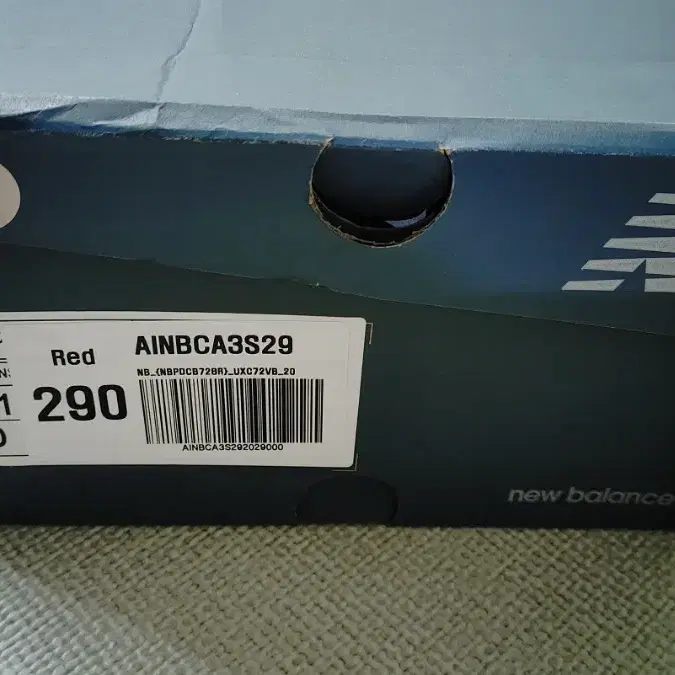 Red
AINBCA3S29
NB_(NBPDCB728R)_UXC72VB_20
290
AINBCA3S292029000
new balance